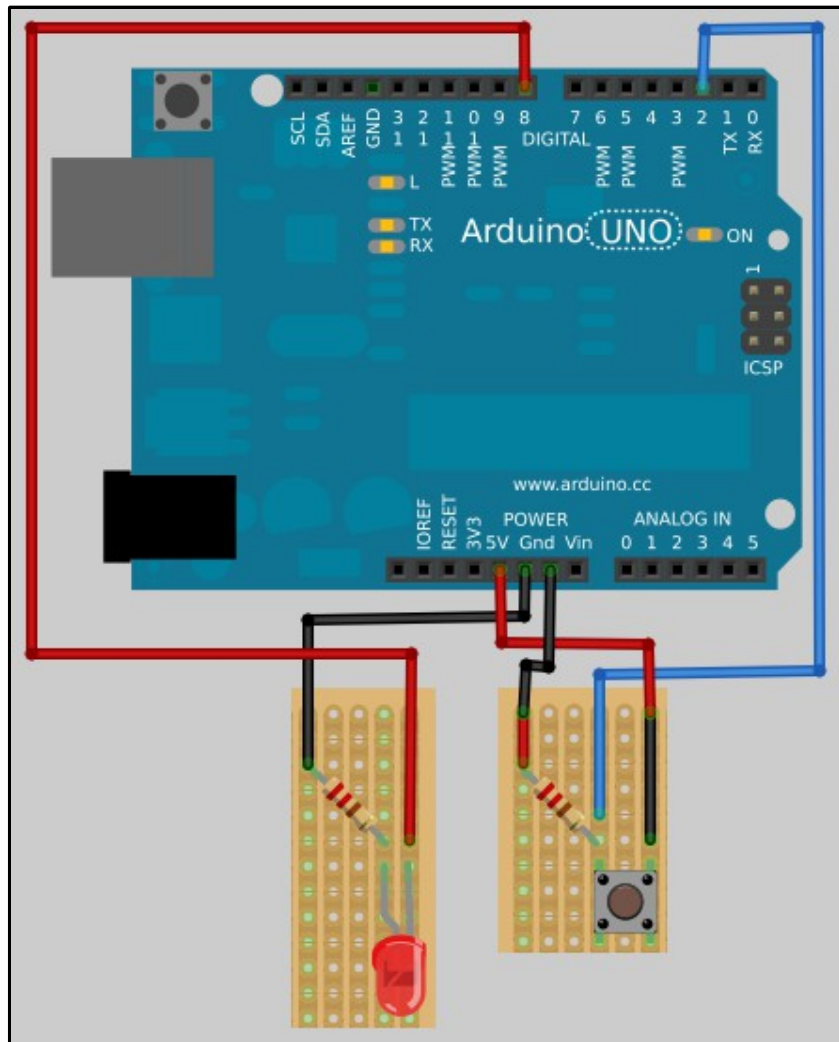 SCL
SDA
AREF
GND
13
12
11
10
9
8
7
6
5
4
3
2
1
0
PWM
PWM
PWM
PWM
PWM
PWM
TX
RX
DIGITAL
L
TX
RX
Arduino UNO
ON
1
ICSP
www.arduino.cc
IOREF
RESET
3V3
POWER
5V Gnd Vin
ANALOG IN
0 1 2 3 4 5